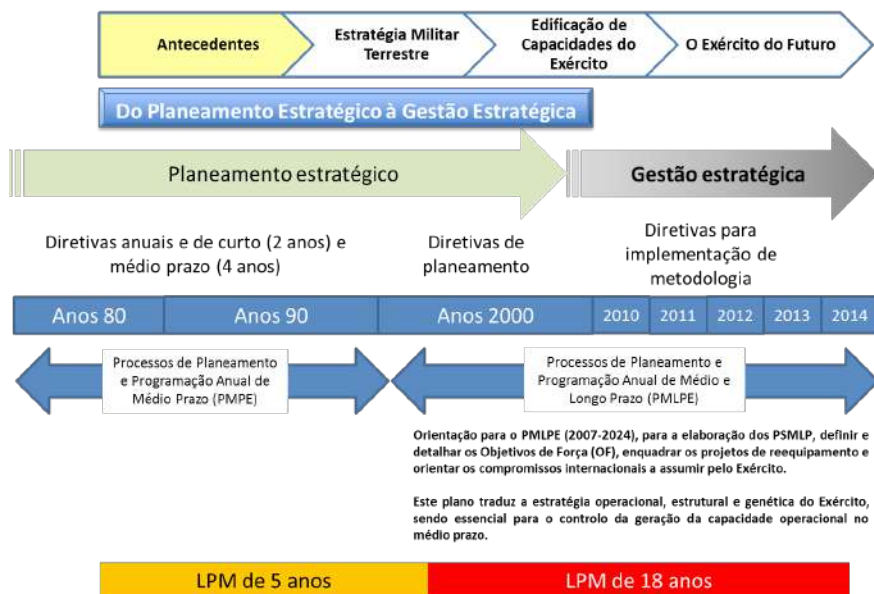 Antecedentes
Estratégia Militar
Terrestre
Edificação de
Capacidades do
Exército
O Exército do Futuro
Do Planeamento Estratégico à Gestão Estratégica
Planeamento estratégico
Gestão estratégica
Diretivas anuais e de curto (2 anos) e
médio prazo (4 anos)
Diretivas de
planeamento
Diretivas para
implementação de
metodologia
Anos 80
Anos 90
Anos 2000
2010
2011
2012
2013
2014
Processos de Planeamento
e Programação Anual de
Médio Prazo (PMPE)
Processos de Planeamento e
Programação Anual de Médio e
Longo Prazo (PMLPE)
Orientação para o PMLPE (2007-2024), para a elaboração dos PSMLP, definir e
detalhar os Objetivos de Força (OF), enquadrar os projetos de reequipamento e
orientar os compromissos internacionais a assumir pelo Exército.
Este plano traduz a estratégia operacional, estrutural e genética do Exército,
sendo essencial para o controlo da geração da capacidade operacional no
médio prazo.
LPM de 5 anos
LPM de 18 anos